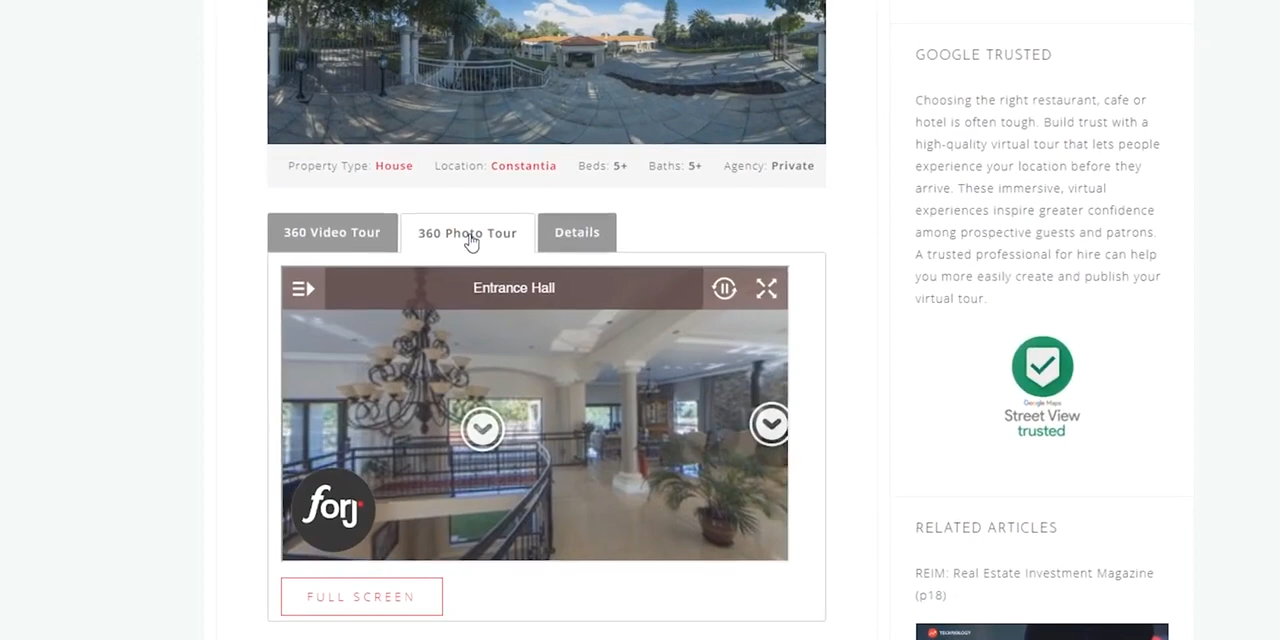 Property Type: House Location: Constantia Beds: 5+ Baths: 5+ Agency: Private
360 Video Tour 360 Photo Tour Details
Entrance Hall
forj
FULL SCREEN
GOOGLE TRUSTED
Choosing the right restaurant, cafe or
hotel is often tough. Build trust with a
high-quality virtual tour that lets people
experience your location before they
arrive. These immersive, virtual
experiences inspire greater confidence
among prospective guests and patrons.
A trusted professional for hire can help
you more easily create and publish your
virtual tour.
Google Maps
Street View
trusted
RELATED ARTICLES
REIM: Real Estate Investment Magazine
(p18)
TECHNOLOGY